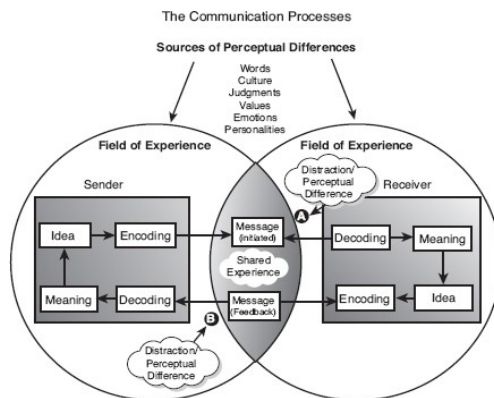 The Communication Processes
Sources of Perceptual Differences
Words
Culture
Judgments
Values
Emotions
Personalities
Field of Experience
Field of Experience
Sender
Distraction/
Perceptual
Difference
Receiver
A
Idea
Encoding
Message
(initiated)
Decoding
Meaning
Shared
Experience
Meaning
Decoding
Message
(Feedback)
Encoding
Idea
B
Distraction/
Perceptual
Difference